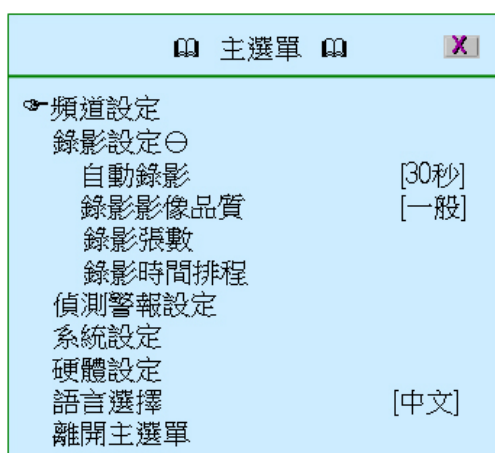 主選單 X
頻道設定
錄影設定⊖
自動錄影 [30秒]
錄影影像品質 [一般]
錄影張數
錄影時間排程
偵測警報設定
系統設定
硬體設定
語言選擇 [中文]
離開主選單